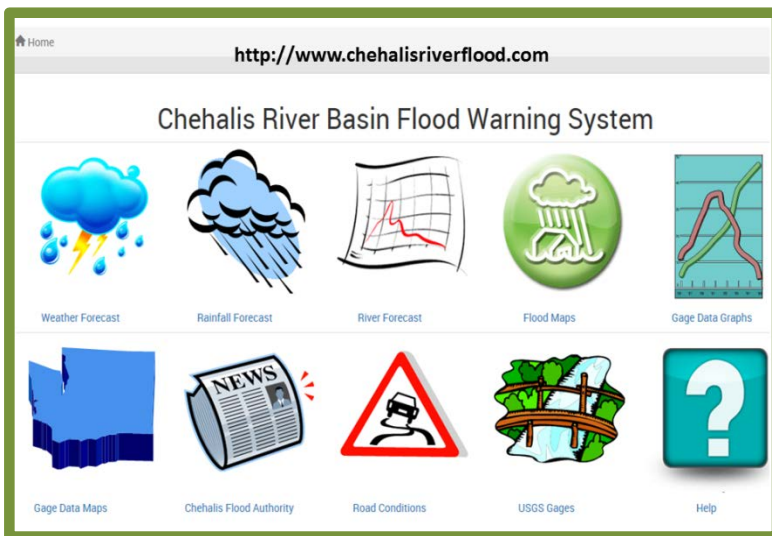 Home
http://www.chehalisriverflood.com
Chehalis River Basin Flood Warning System
Weather Forecast
Rainfall Forecast
River Forecast
Flood Maps
Gage Data Graphs
NEWS
Gage Data Maps
Chehalis Flood Authority
Road Conditions
USGS Gages
?
Help